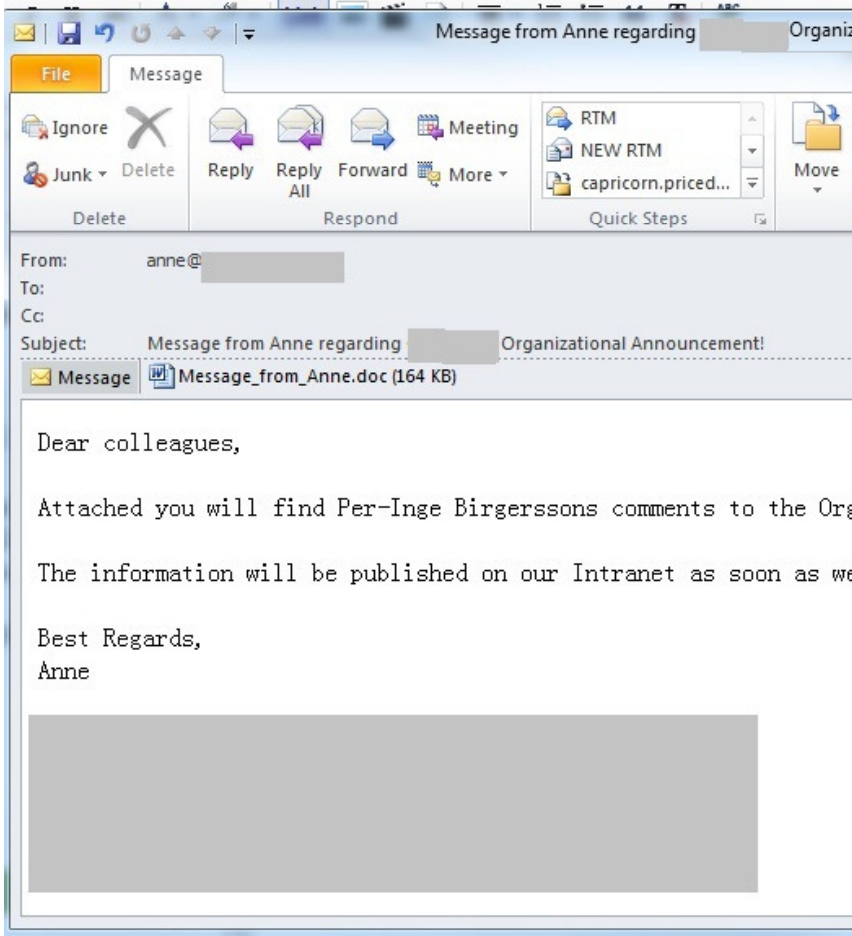 Message from Anne regarding Organiz
File Message
Ignore
Junk
Delete
Reply
Reply All
Forward
Meeting
More
RTM
NEW RTM
capricorn.priced...
Move
Delete Respond Quick Steps
From: anne@
To:
Cc:
Subject: Message from Anne regarding Organizational Announcement!
Message Message_from_Anne.doc (164 KB)
Dear colleagues,
Attached you will find Per-Inge Birgerssons comments to the Org
The information will be published on our Intranet as soon as we
Best Regards,
Anne